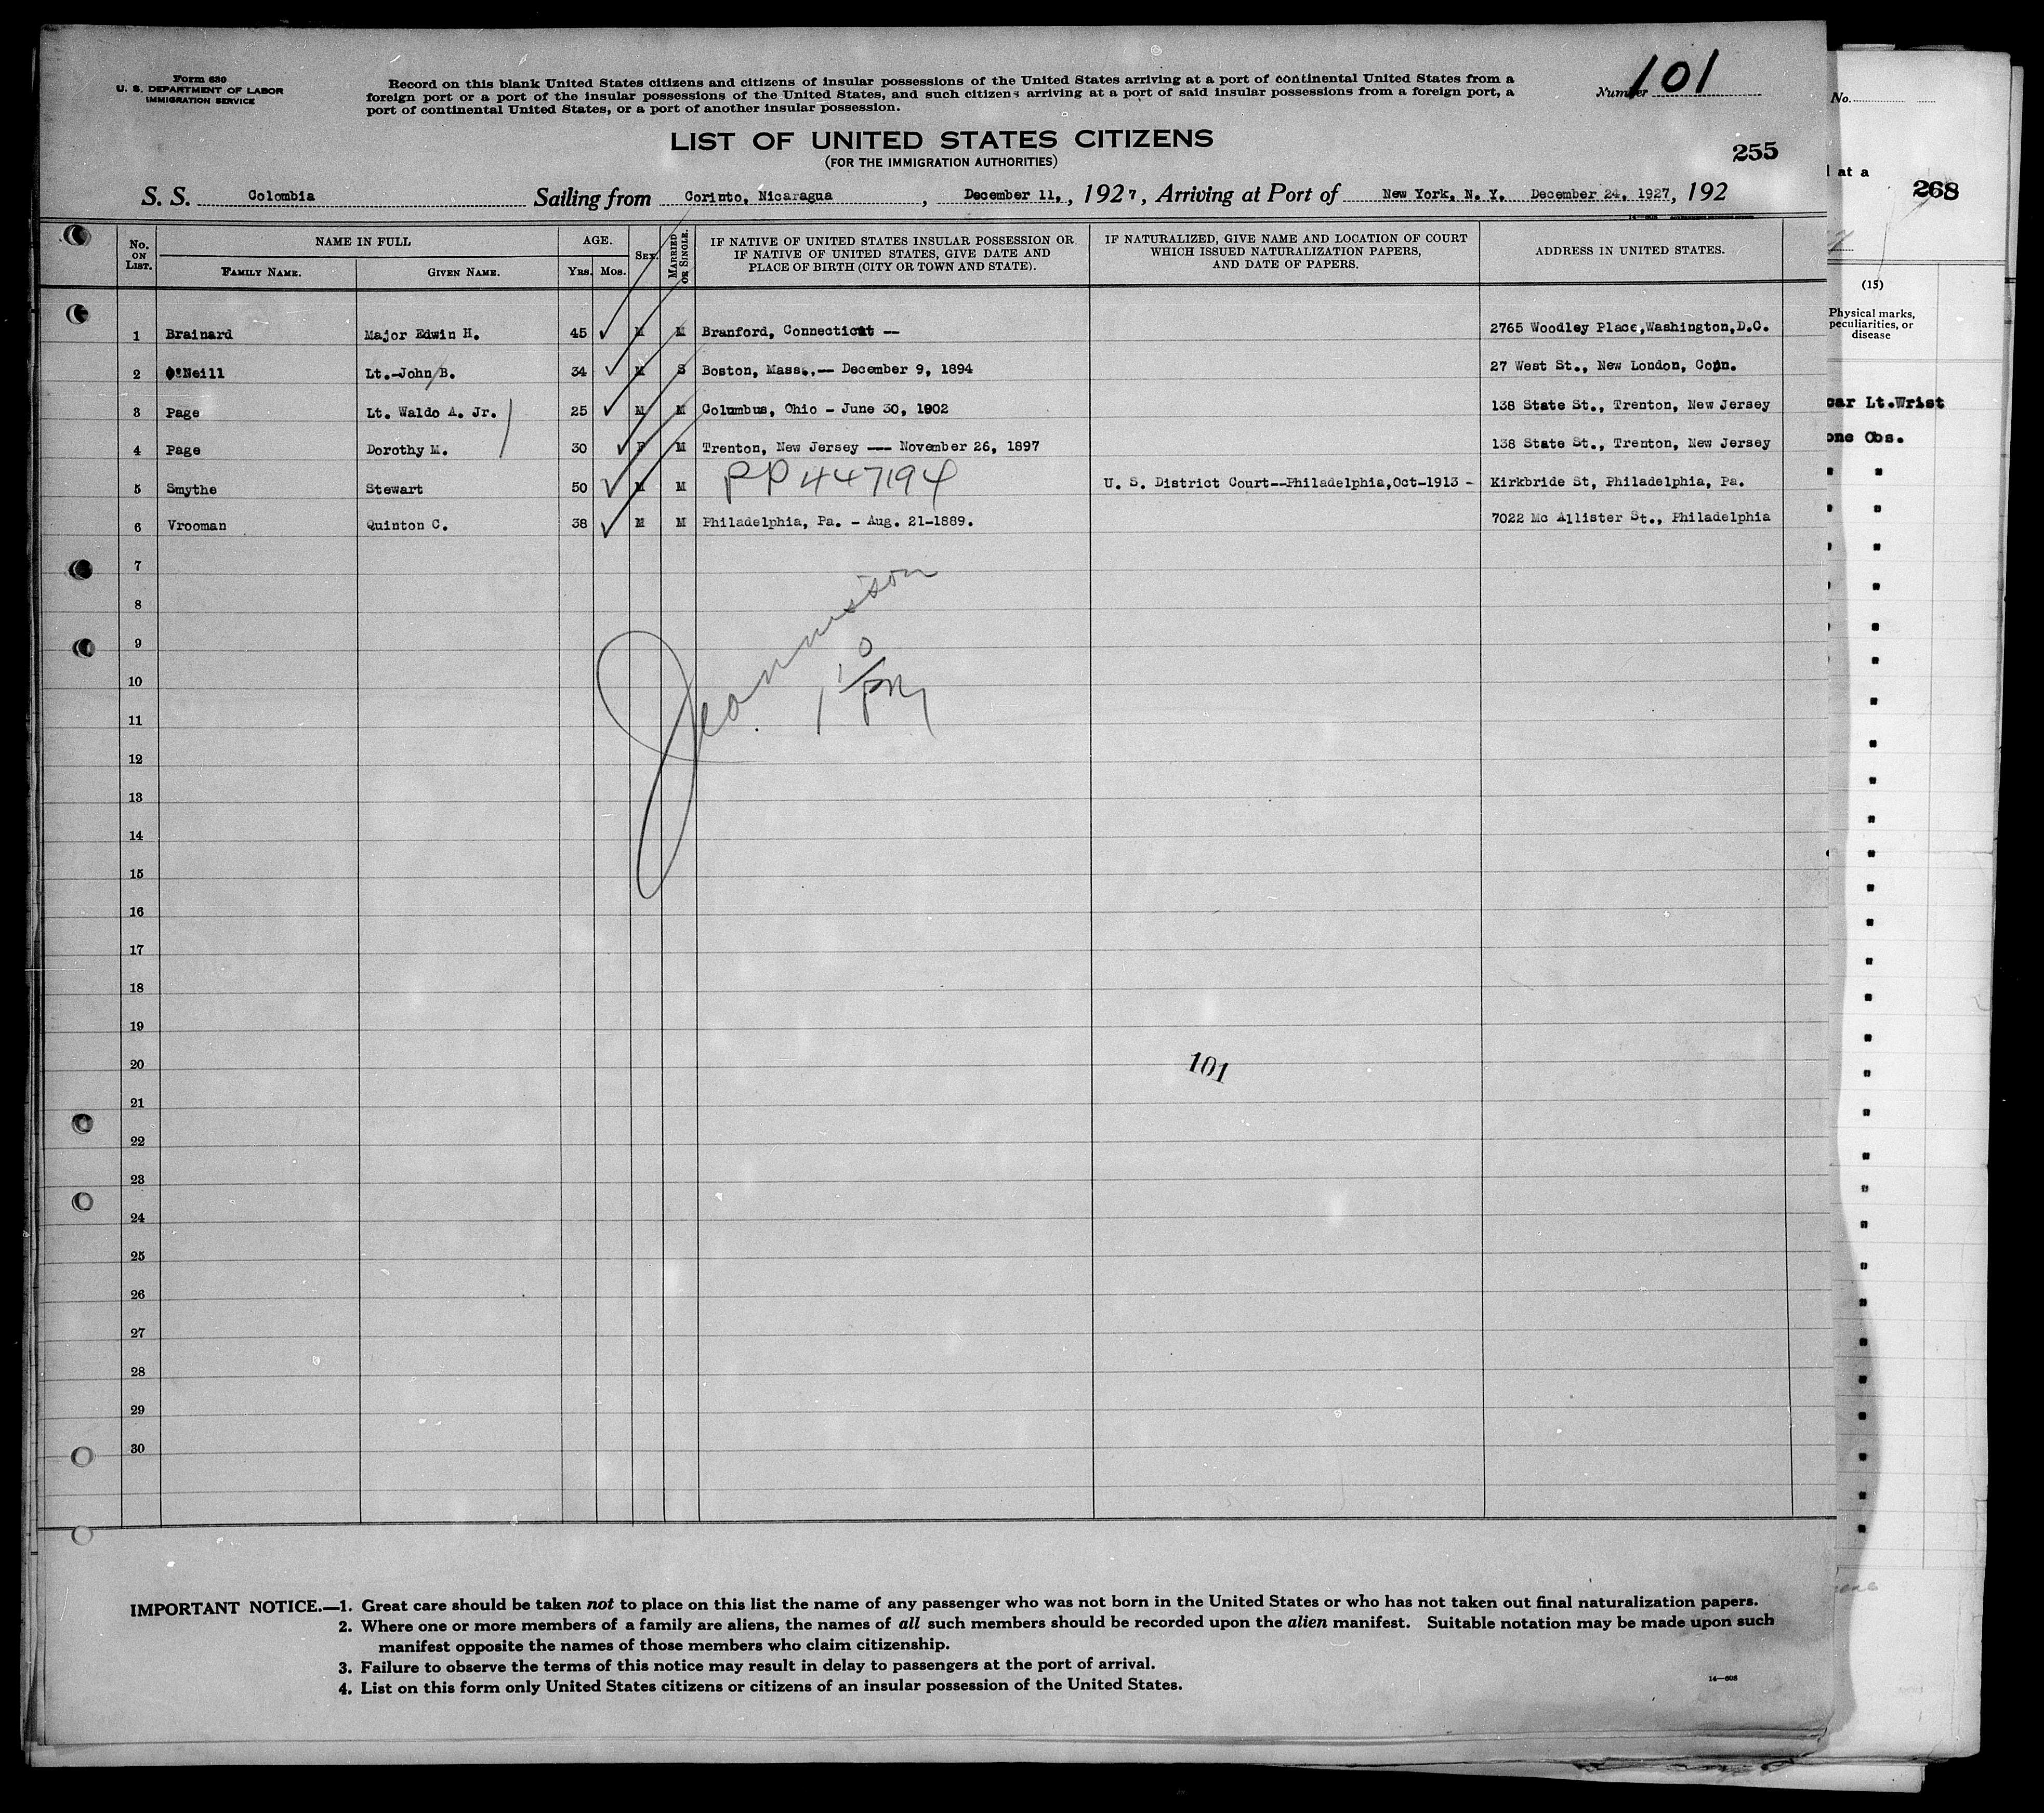 Form 630
U. S. DEPARTMENT OF LABOR
IMMIGRATION SERVICE
Record on this blank United States citizens and citizens of insular possessions of the United States arriving at a port of continental United States from a
foreign port or a port of the insular possessions of the United States, and such citizens arriving at a port of said insular possessions from a foreign port, a
port of continental United States, or a port of another insular possession.
Number 101
LIST OF UNITED STATES CITIZENS
(FOR THE IMMIGRATION AUTHORITIES)
255
S. S. Colombia Sailing from Corinto, Nicaragua, December 11, , 1927, Arriving at Port of New York, N. Y. December 24, 1927, 192
No. ON LIST.
NAME IN FULL
FAMILY NAME. GIVEN NAME.
AGE.
YRS. MOS.
SEX.
MARRIED OR SINGLE.
IF NATIVE OF UNITED STATES INSULAR POSSESSION OR
IF NATIVE OF UNITED STATES, GIVE DATE AND
PLACE OF BIRTH (CITY OR TOWN AND STATE).
IF NATURALIZED, GIVE NAME AND LOCATION OF COURT
WHICH ISSUED NATURALIZATION PAPERS,
AND DATE OF PAPERS.
ADDRESS IN UNITED STATES.
1 Brainard Major Edwin H. 45 M M Branford, Connecticut — 2765 Woodley Place,Washington,D.C.
2 O'Neill Lt.-John B. 34 M S Boston, Mass.,-- December 9, 1894 27 West St., New London, Conn.
3 Page Lt. Waldo A. Jr. 25 M M Columbus, Ohio - June 30, 1902 138 State St., Trenton, New Jersey
4 Page Dorothy M. 30 F M Trenton, New Jersey --- November 26, 1897 138 State St., Trenton, New Jersey
5 Smythe Stewart 50 M M PP 447194 U. S. District Court--Philadelphia,Oct-1913 - Kirkbride St, Philadelphia, Pa.
6 Vrooman Quinton C. 38 M M Philadelphia, Pa. - Aug. 21-1889. 7022 Mc Allister St., Philadelphia
7
8
9
10
11
12
13
14
15
16
17
18
19
20
21
22
23
24
25
26
27
28
29
30
1 10/PM
101
IMPORTANT NOTICE.—1. Great care should be taken not to place on this list the name of any passenger who was not born in the United States or who has not taken out final naturalization papers.
2. Where one or more members of a family are aliens, the names of all such members should be recorded upon the alien manifest. Suitable notation may be made upon such
manifest opposite the names of those members who claim citizenship.
3. Failure to observe the terms of this notice may result in delay to passengers at the port of arrival.
4. List on this form only United States citizens or citizens of an insular possession of the United States.
14—608
No.
at a
268
(15)
Physical marks,
peculiarities, or
disease
car Lt.Wrist
one Obs.